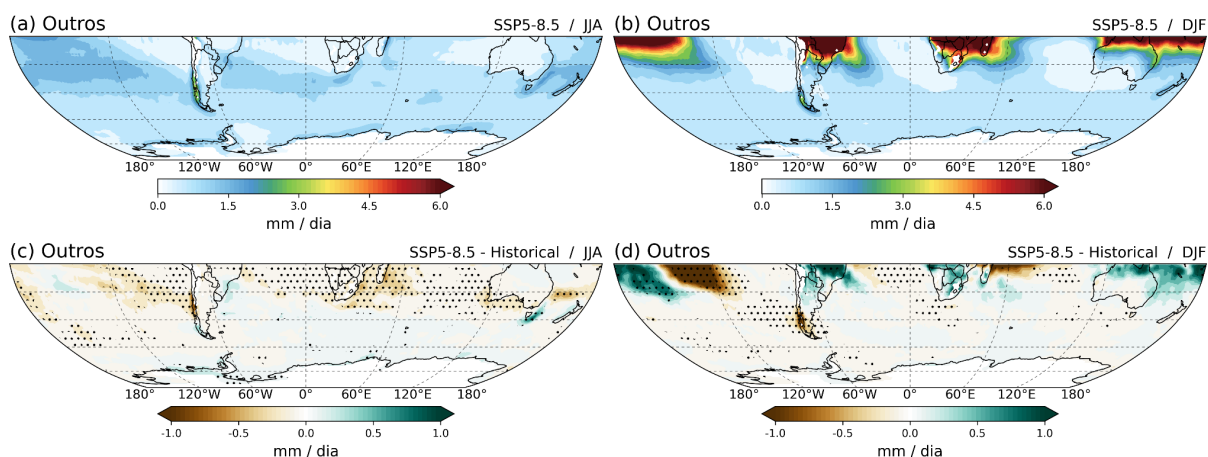 (a) Outros SSP5-8.5 / JJA
180° 120°W 60°W 0° 60°E 120°E 180°
0.0 1.5 3.0 4.5 6.0
mm / dia
(b) Outros SSP5-8.5 / DJF
180° 120°W 60°W 0° 60°E 120°E 180°
0.0 1.5 3.0 4.5 6.0
mm / dia
(c) Outros SSP5-8.5 - Historical / JJA
180° 120°W 60°W 0° 60°E 120°E 180°
-1.0 -0.5 0.0 0.5 1.0
mm / dia
(d) Outros SSP5-8.5 - Historical / DJF
180° 120°W 60°W 0° 60°E 120°E 180°
-1.0 -0.5 0.0 0.5 1.0
mm / dia